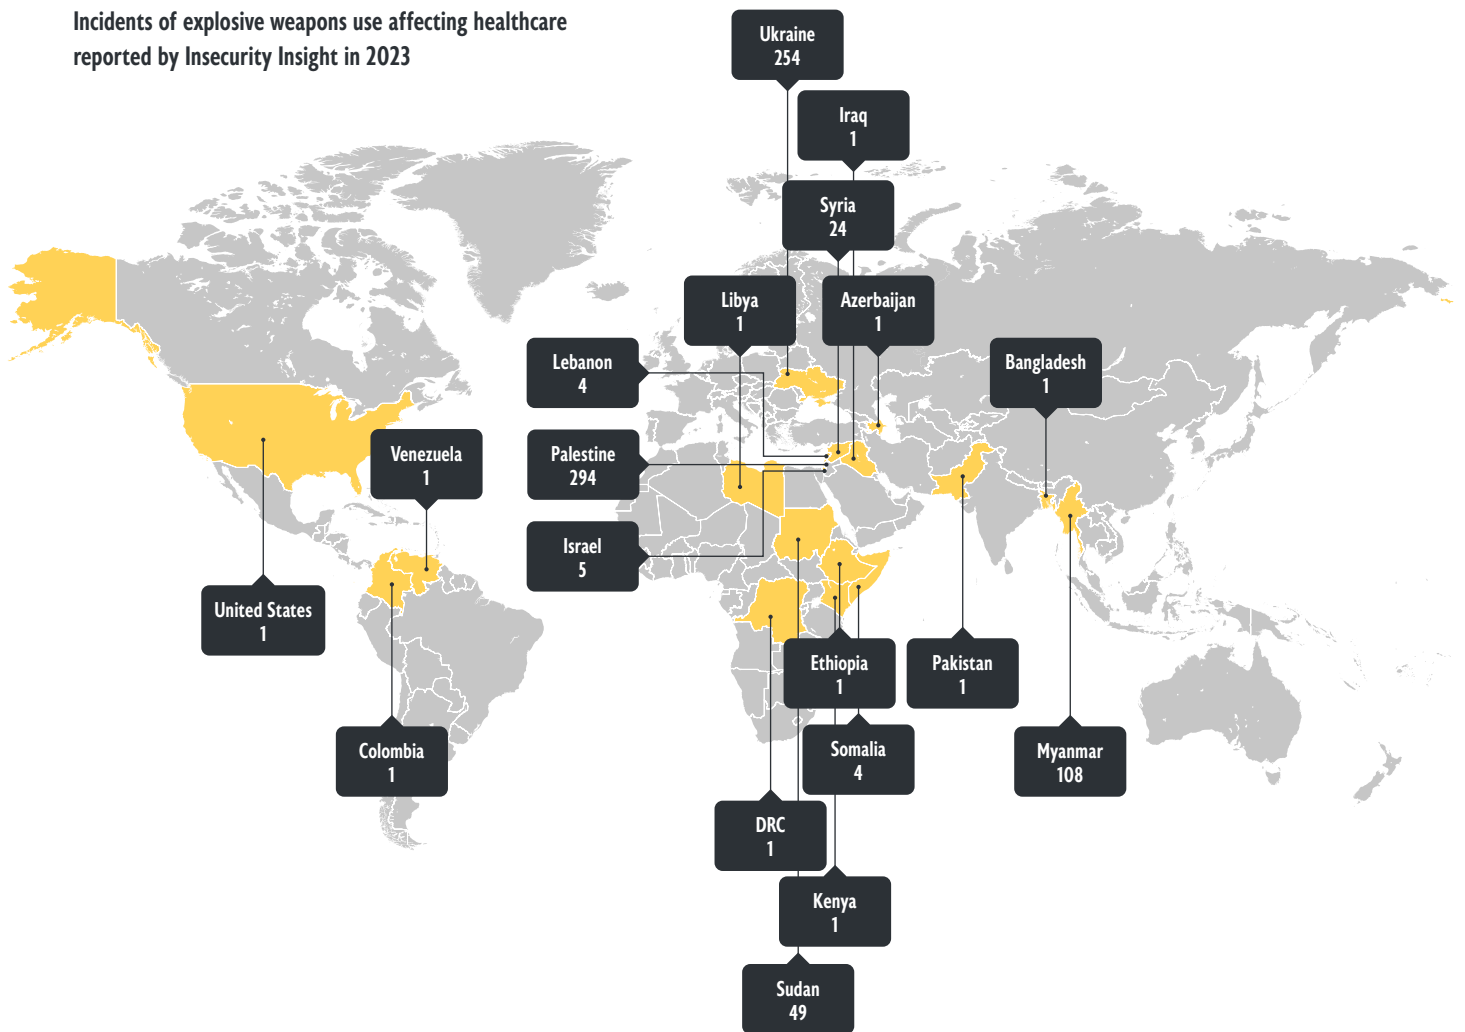 Incidents of explosive weapons use affecting healthcare
reported by Insecurity Insight in 2023
Ukraine
254
Iraq
1
Syria
24
Libya
1
Azerbaijan
1
Lebanon
4
Bangladesh
1
Venezuela
1
Palestine
294
Israel
5
United States
1
Ethiopia
1
Pakistan
1
Colombia
1
Somalia
4
Myanmar
108
DRC
1
Kenya
1
Sudan
49